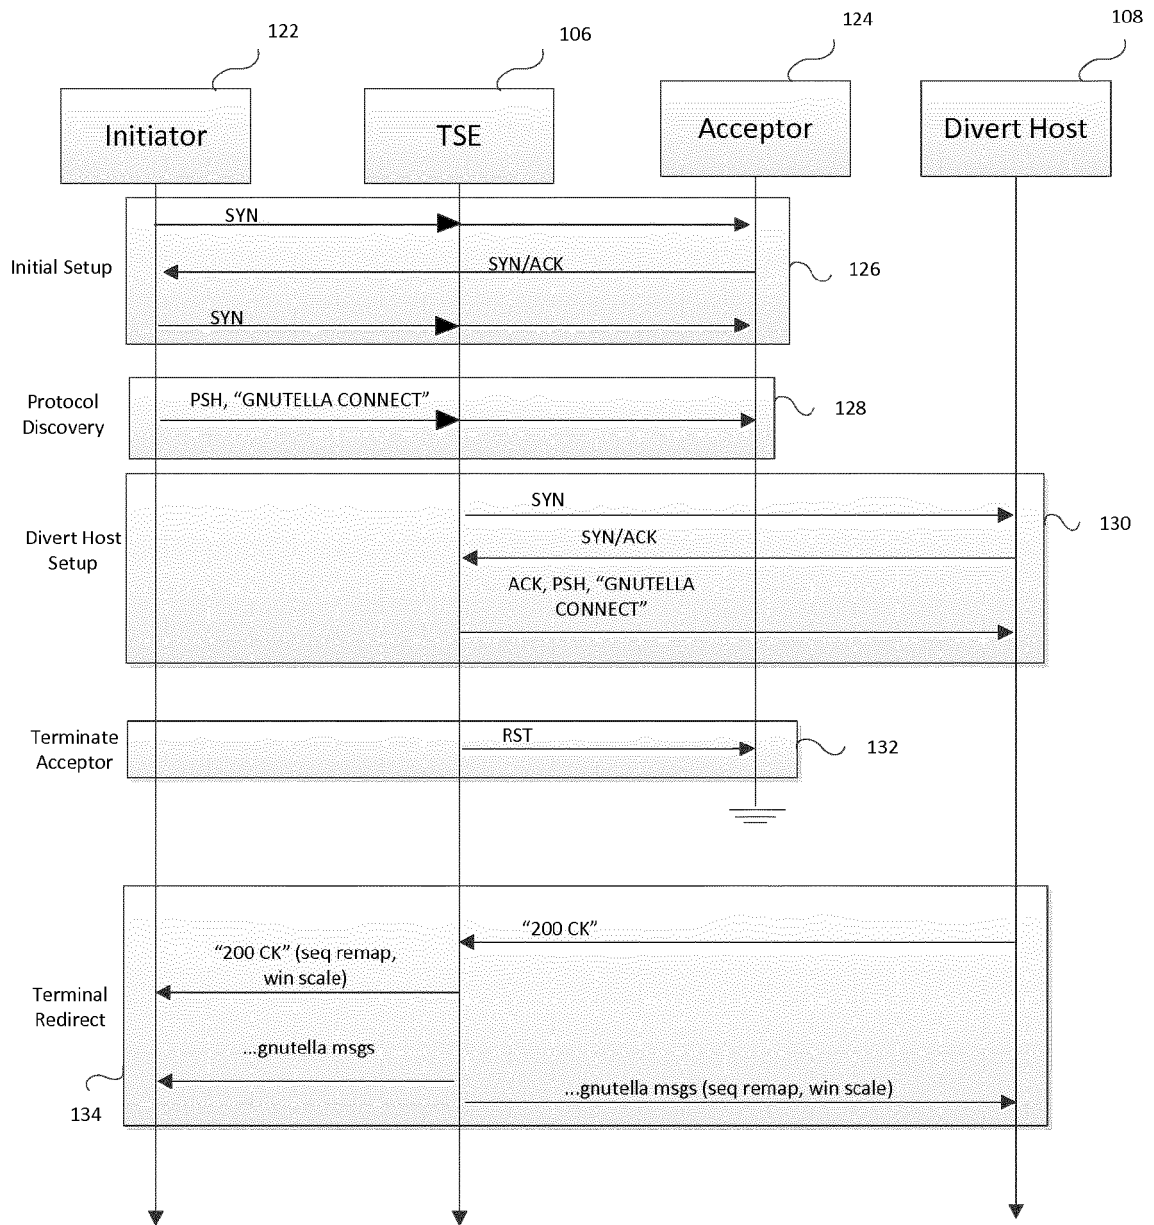 122
106
124
108
Initiator
TSE
Acceptor
Divert Host
SYN
Initial Setup
SYN/ACK
126
SYN
Protocol
Discovery
PSH, “GNUTELLA CONNECT”
128
SYN
130
Divert Host
Setup
SYN/ACK
ACK, PSH, “GNUTELLA
CONNECT”
Terminate
Acceptor
RST
132
“200 CK”
“200 CK” (seq remap,
win scale)
Terminal
Redirect
...gnutella msgs
...gnutella msgs (seq remap, win scale)
134